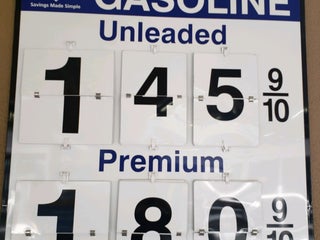 Savings Made Simple
GASOLINE
Unleaded
1 4 5 9/10
Premium
1 8 0 9/10